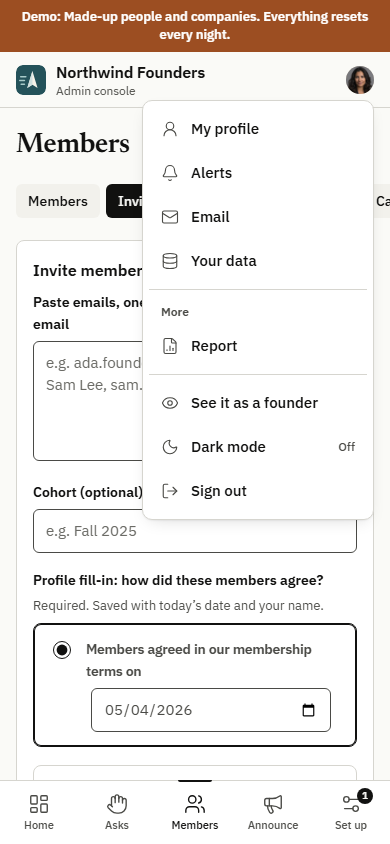 Demo: Made-up people and companies. Everything resets
every night.
Northwind Founders
Admin console
Members
My profile
Alerts
Email
Your data
More
Report
See it as a founder
Dark mode Off
Sign out
Members
Invite member
Paste emails, one
email
e.g. ada.found
Sam Lee, sam.
Cohort (optional)
e.g. Fall 2025
Profile fill-in: how did these members agree?
Required. Saved with today’s date and your name.
Members agreed in our membership
terms on
05/04/2026
Home Asks Members Announce Set up
1